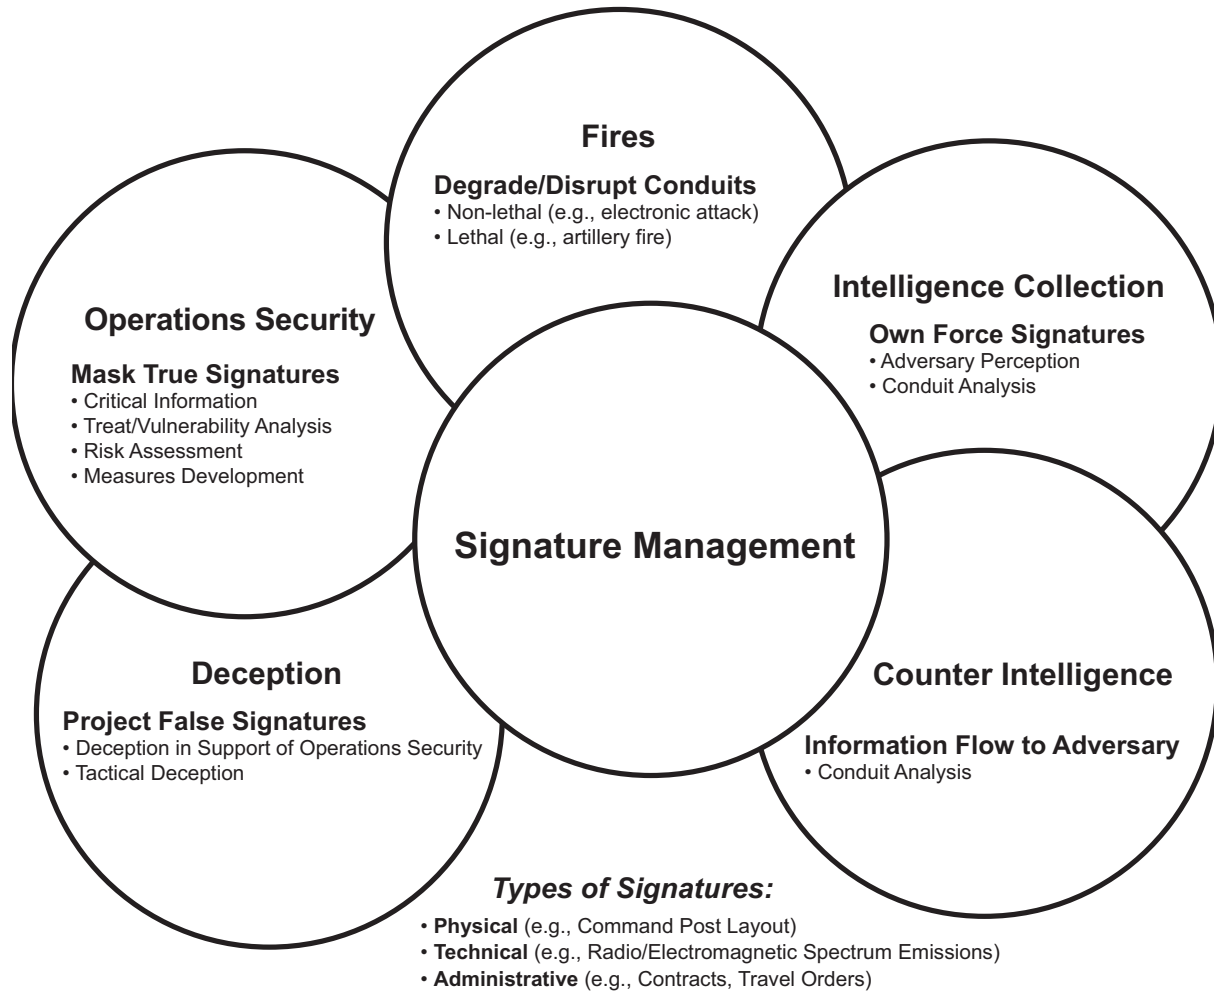 Fires
Degrade/Disrupt Conduits
• Non-lethal (e.g., electronic attack)
• Lethal (e.g., artillery fire)
Operations Security
Mask True Signatures
• Critical Information
• Treat/Vulnerability Analysis
• Risk Assessment
• Measures Development
Intelligence Collection
Own Force Signatures
• Adversary Perception
• Conduit Analysis
Signature Management
Deception
Project False Signatures
• Deception in Support of Operations Security
• Tactical Deception
Counter Intelligence
Information Flow to Adversary
• Conduit Analysis
Types of Signatures:
• Physical (e.g., Command Post Layout)
• Technical (e.g., Radio/Electromagnetic Spectrum Emissions)
• Administrative (e.g., Contracts, Travel Orders)